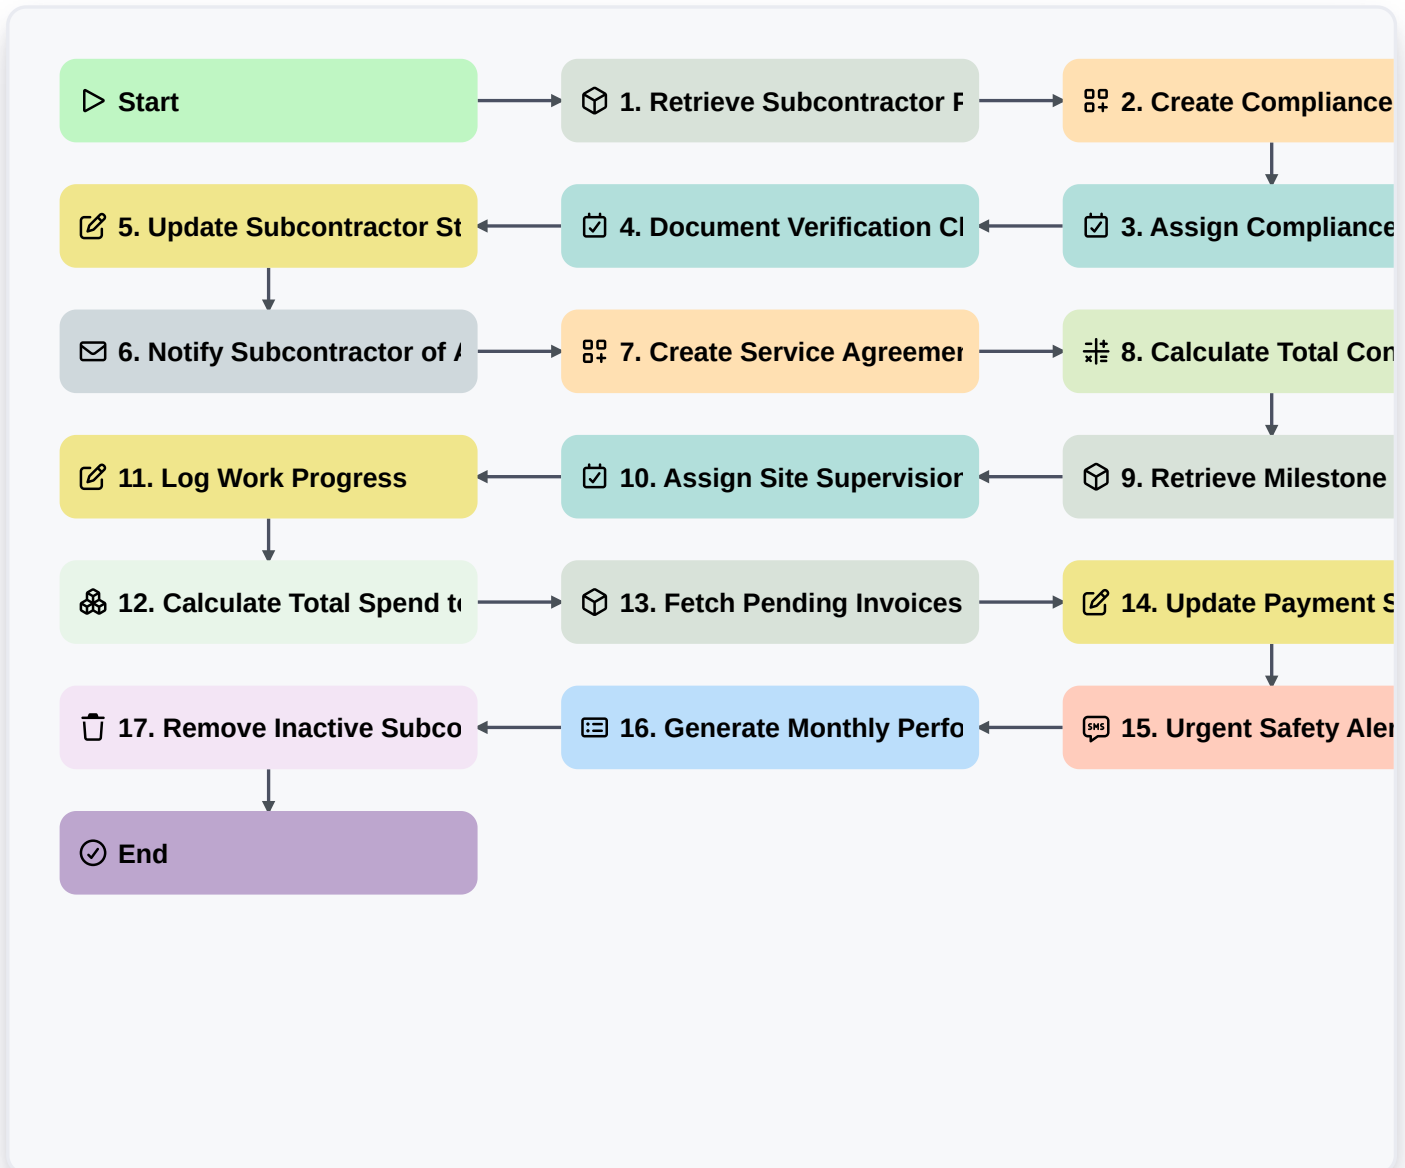 Start
1. Retrieve Subcontractor
2. Create Compliance
5. Update Subcontractor St
4. Document Verification
3. Assign Compliance
6. Notify Subcontractor of
7. Create Service
8. Calculate Total Con
11. Log Work Progress
10. Assign Site Supervision
9. Retrieve Milestone
12. Calculate Total Spend
13. Fetch Pending Invoices
14. Update Payment S
17. Remove Inactive Subco
16. Generate Monthly Perfo
15. Urgent Safety Aler
SMS
End